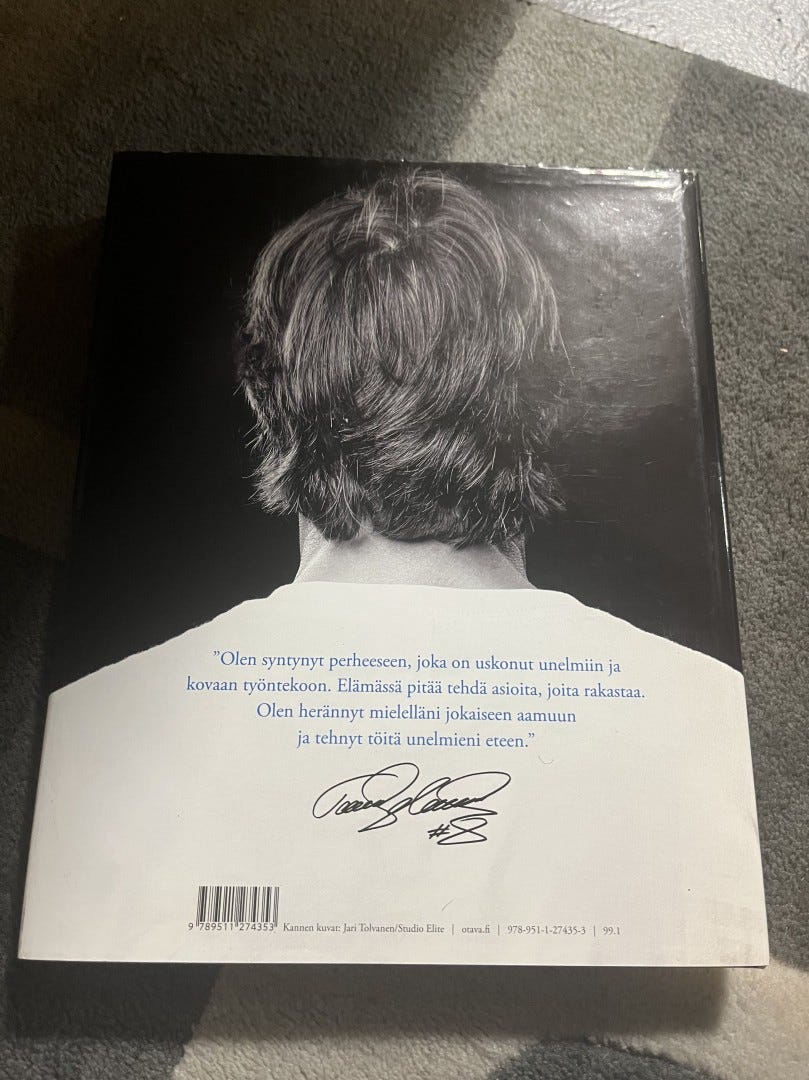 ”Olen syntynyt perheeseen, joka on uskonut unelmiin ja
kovaan työntekoon. Elämässä pitää tehdä asioita, joita rakastaa.
Olen herännyt mielelläni jokaiseen aamuun
ja tehnyt töitä unelmieni eteen.”
#8
9 789511 274353 Kannen kuvat: Jari Tolvanen/Studio Elite | otava.fi | 978-951-1-27435-3 | 99.1